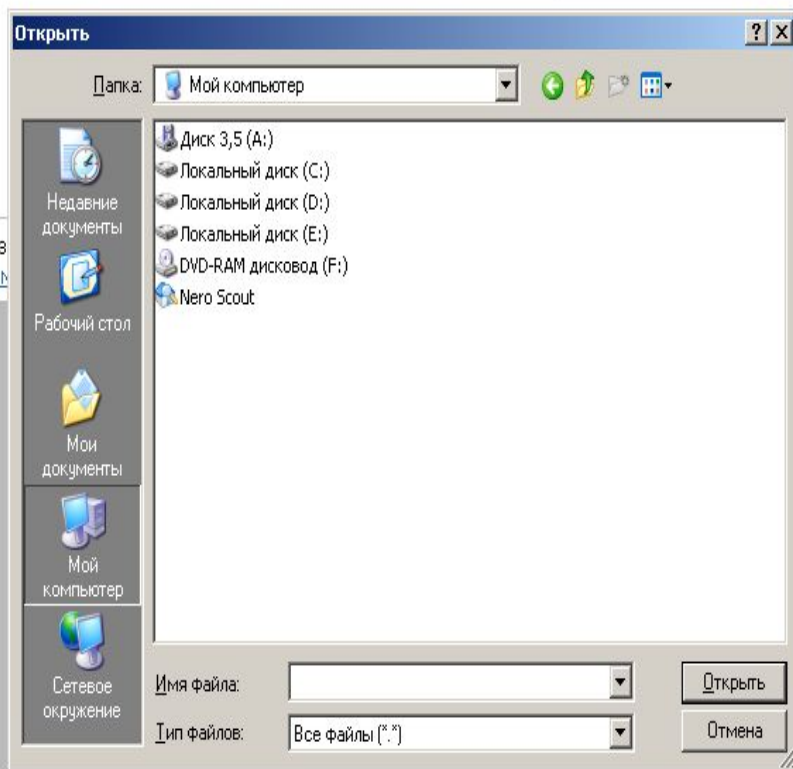 Открыть
Папка:
Мой компьютер
Недавние
документы
Рабочий стол
Мои
документы
Мой
компьютер
Сетевое
окружение
Диск 3,5 (A:)
Локальный диск (C:)
Локальный диск (D:)
Локальный диск (E:)
DVD-RAM дисковод (F:)
Nero Scout
Имя файла:
Открыть
Тип файлов:
Все файлы (*.*)
Отмена